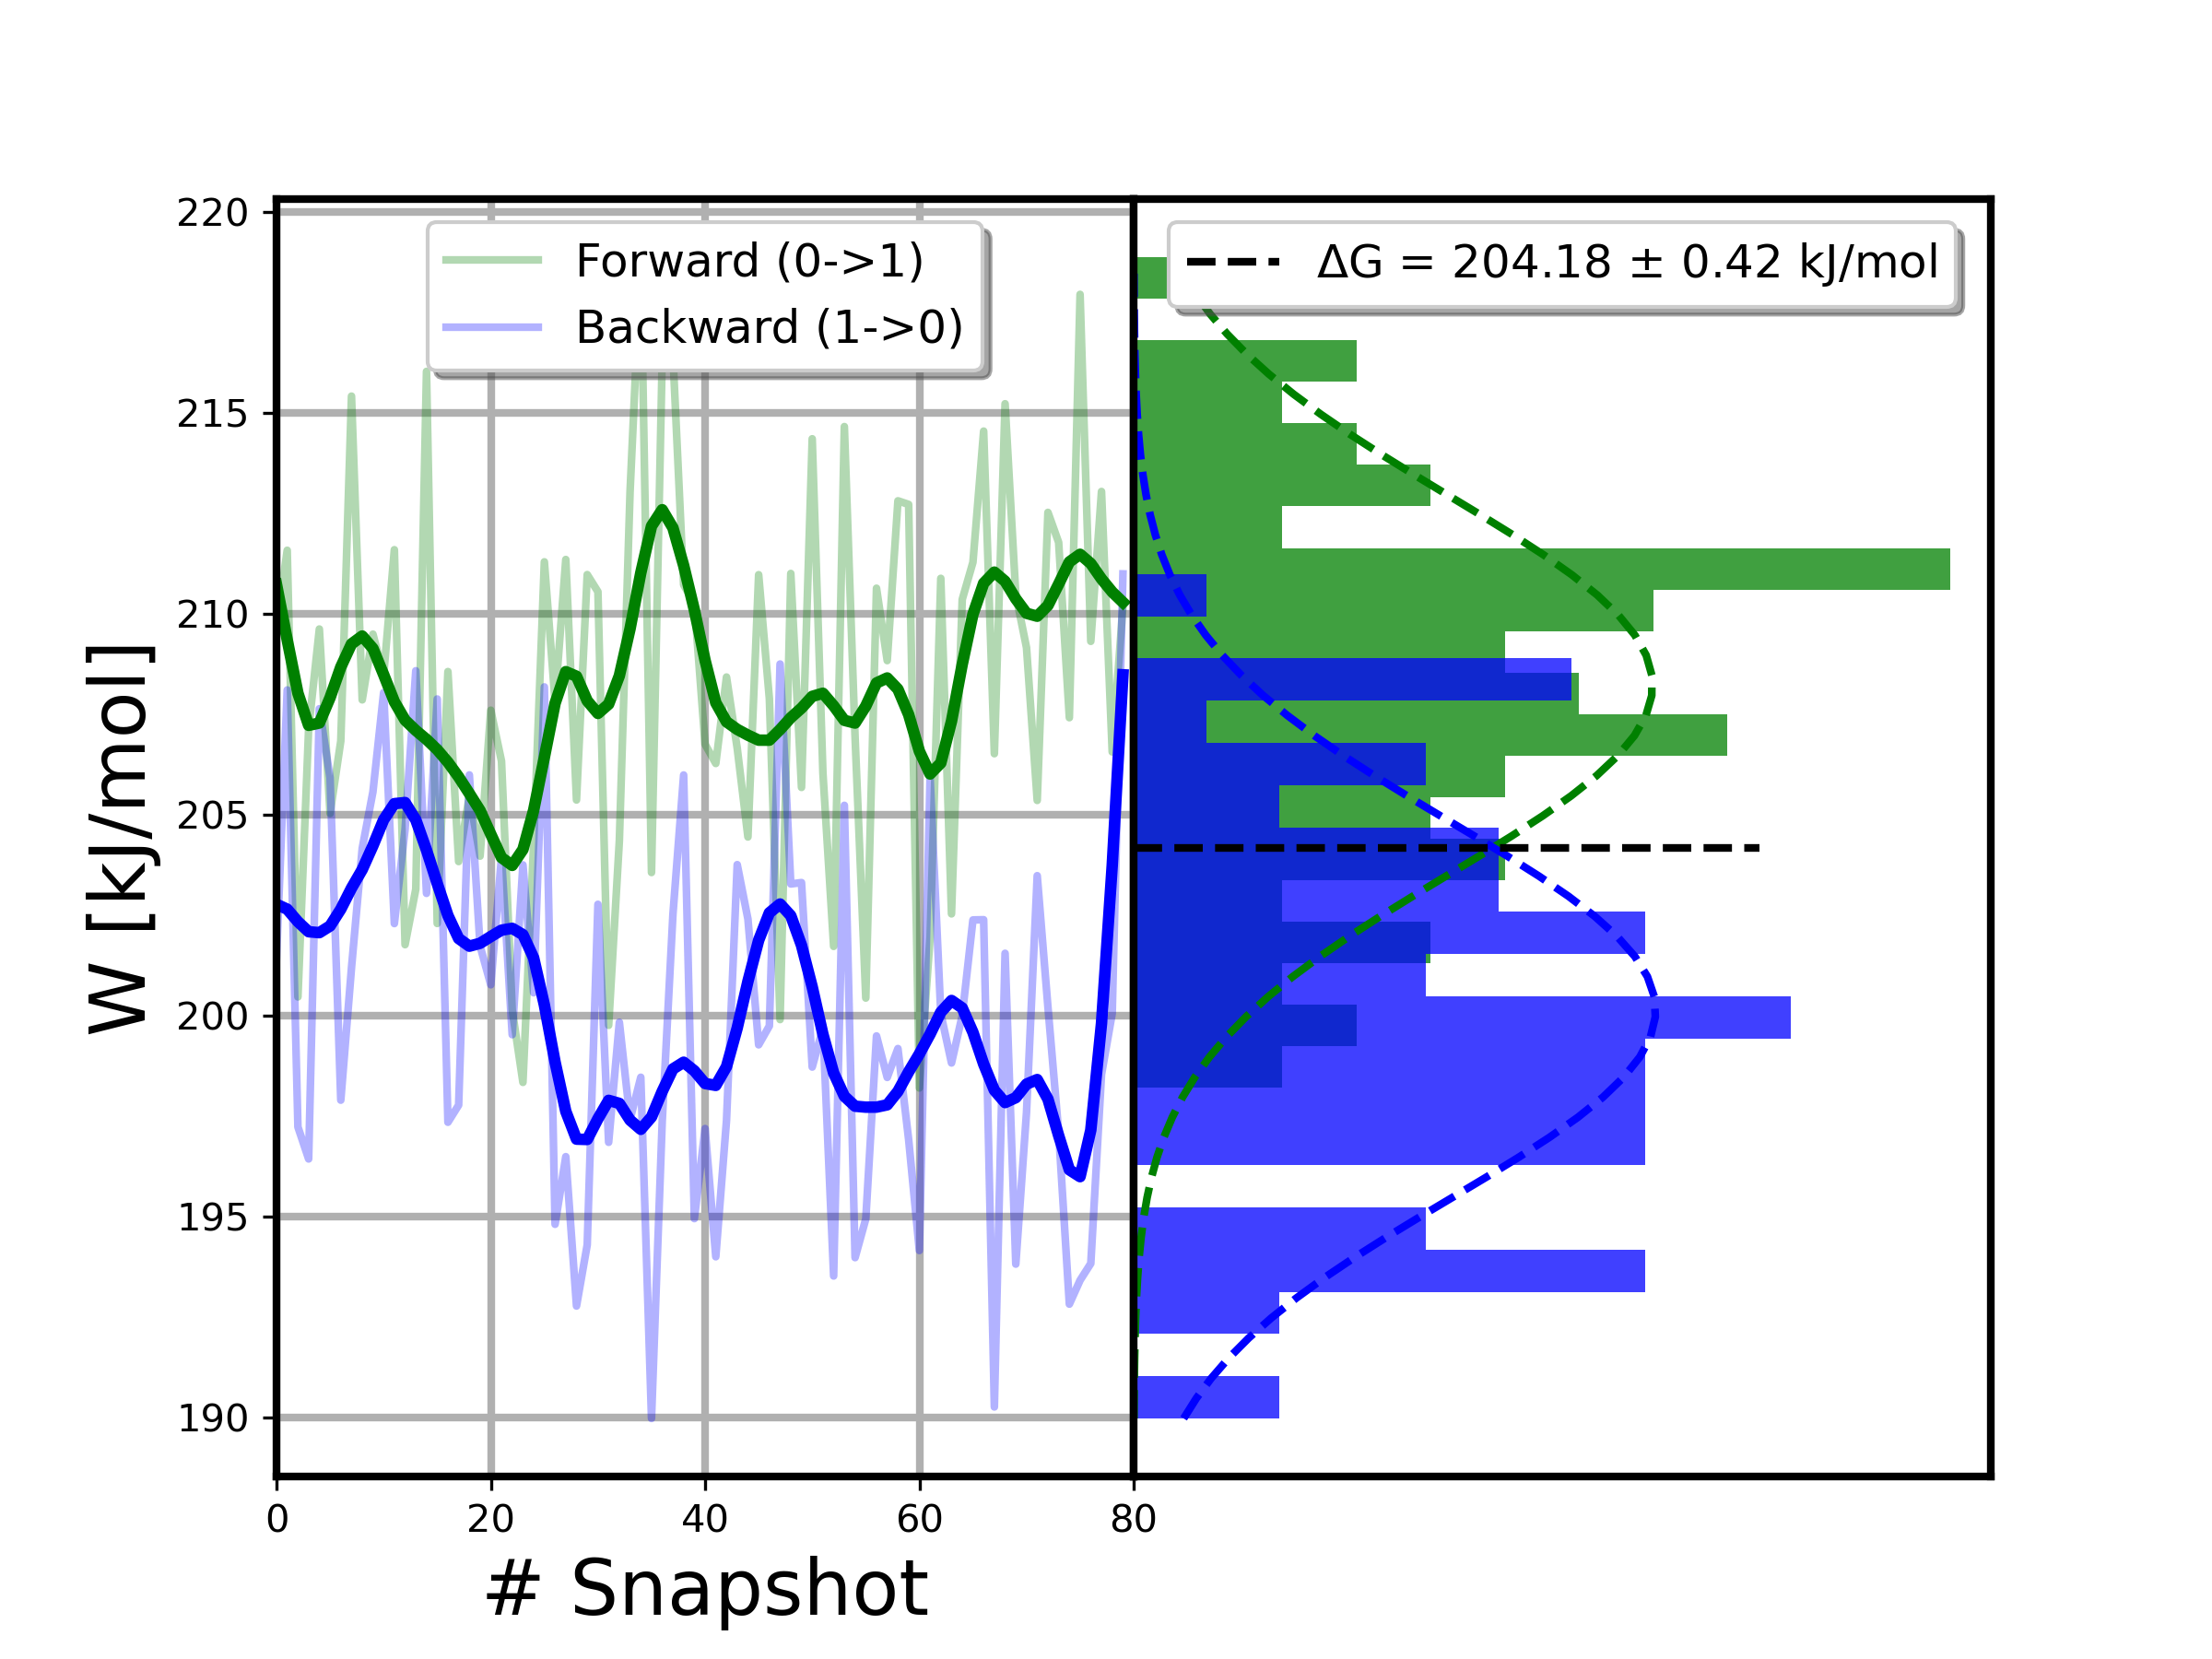 Forward (0->1)
Backward (1->0)
ΔG = 204.18 ± 0.42 kJ/mol
W [kJ/mol]
220
215
210
205
200
195
190
0 20 40 60 80
# Snapshot